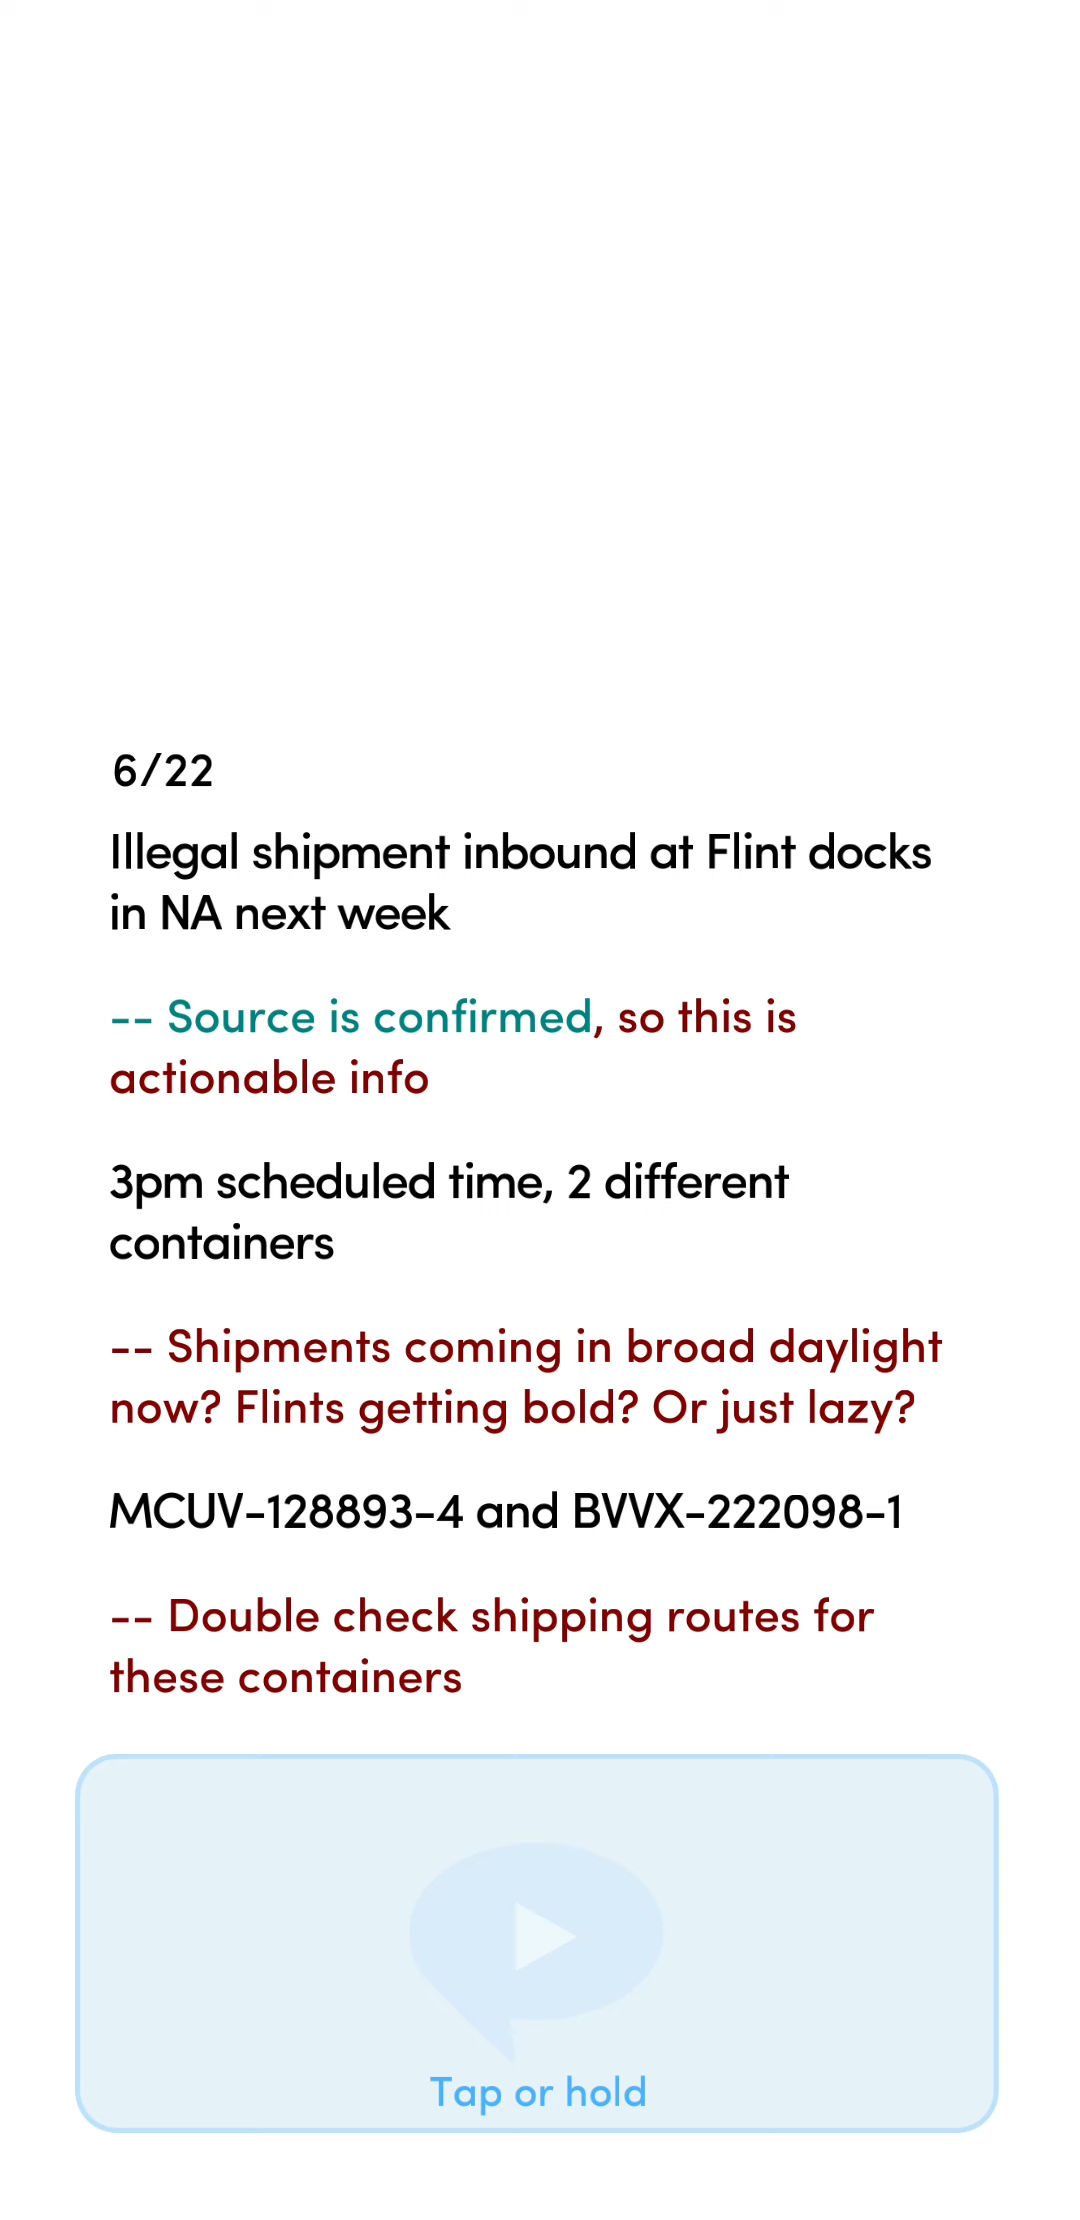 6/22
Illegal shipment inbound at Flint docks
in NA next week
-- Source is confirmed, so this is
actionable info
3pm scheduled time, 2 different
containers
-- Shipments coming in broad daylight
now? Flints getting bold? Or just lazy?
MCUV-128893-4 and BVVX-222098-1
-- Double check shipping routes for
these containers
Tap or hold